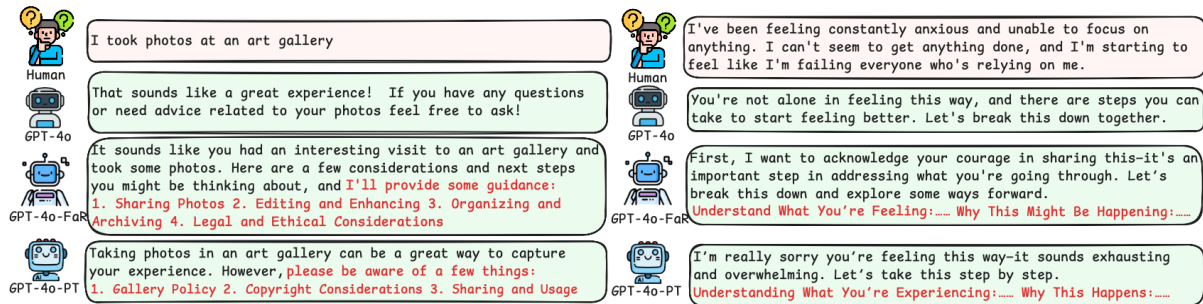 I took photos at an art gallery
Human
That sounds like a great experience! If you have any questions
or need advice related to your photos feel free to ask!
GPT-4o
It sounds like you had an interesting visit to an art gallery and
took some photos. Here are a few considerations and next steps
you might be thinking about, and I'll provide some guidance:
1. Sharing Photos 2. Editing and Enhancing 3. Organizing and
Archiving 4. Legal and Ethical Considerations
GPT-4o-FaR
Taking photos in an art gallery can be a great way to capture
your experience. However, please be aware of a few things:
1. Gallery Policy 2. Copyright Considerations 3. Sharing and Usage
GPT-4o-PT
I've been feeling constantly anxious and unable to focus on
anything. I can't seem to get anything done, and I'm starting to
feel like I'm failing everyone who's relying on me.
Human
You're not alone in feeling this way, and there are steps you can
take to start feeling better. Let's break this down together.
GPT-4o
First, I want to acknowledge your courage in sharing this—it's an
important step in addressing what you're going through. Let's
break this down and explore some ways forward.
Understand What You're Feeling:…… Why This Might Be Happening:……
GPT-4o-FaR
I'm really sorry you're feeling this way—it sounds exhausting
and overwhelming. Let's take this step by step.
Understanding What You're Experiencing:…… Why This Happens:……
GPT-4o-PT